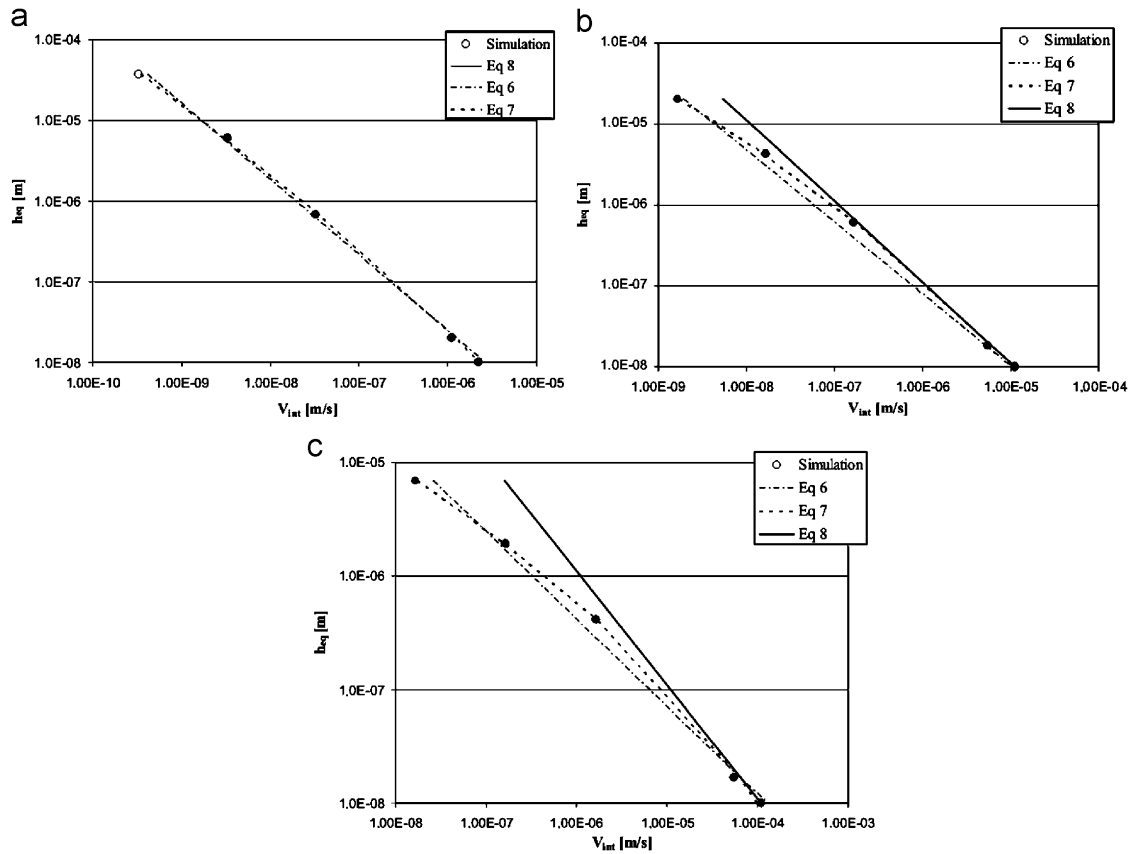 a
1.0E-04
1.0E-05
1.0E-06
1.0E-07
1.0E-08
heq [m]
1.00E-10 1.00E-09 1.00E-08 1.00E-07 1.00E-06 1.00E-05
Vint [m/s]
Simulation
Eq 8
Eq 6
Eq 7
b
1.0E-04
1.0E-05
1.0E-06
1.0E-07
1.0E-08
heq [m]
1.00E-09 1.00E-08 1.00E-07 1.00E-06 1.00E-05 1.00E-04
Vint [m/s]
Simulation
Eq 6
Eq 7
Eq 8
c
1.0E-05
1.0E-06
1.0E-07
1.0E-08
heq [m]
1.00E-08 1.00E-07 1.00E-06 1.00E-05 1.00E-04 1.00E-03
Vint [m/s]
Simulation
Eq 6
Eq 7
Eq 8